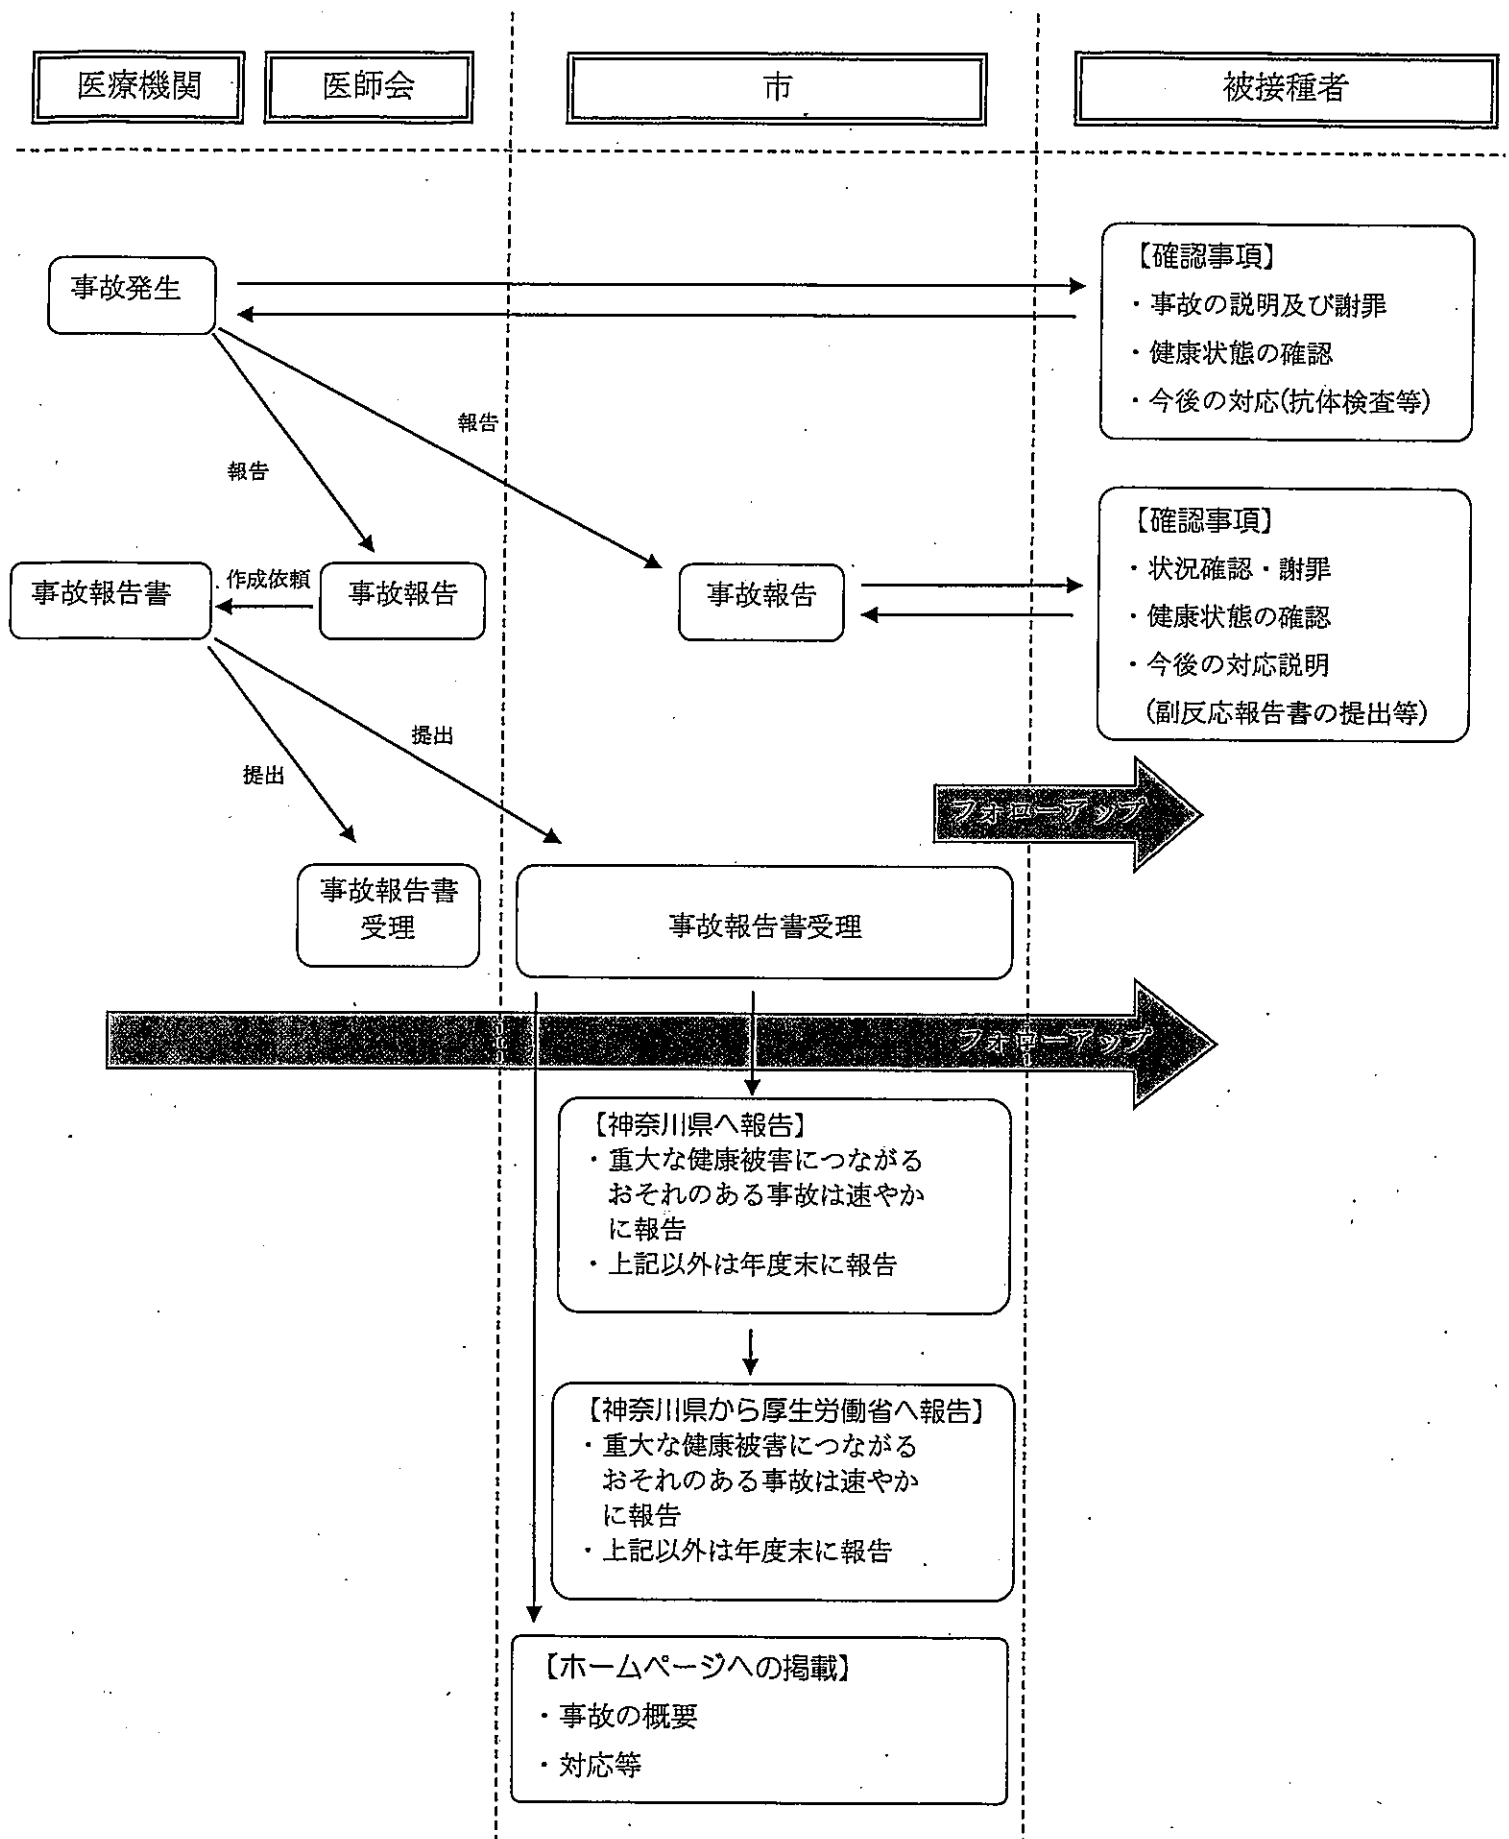 医療機関
医師会
市
被接種者
事故発生
【確認事項】
・事故の説明及び謝罪
・健康状態の確認
・今後の対応(抗体検査等)
報告
報告
事故報告書
作成依頼
事故報告
事故報告
【確認事項】
・状況確認・謝罪
・健康状態の確認
・今後の対応説明
(副反応報告書の提出等)
提出
提出
フォローアップ
事故報告書
受理
事故報告書受理
フォローアップ
【神奈川県へ報告】
・重大な健康被害につながる
おそれのある事故は速やか
に報告
・上記以外は年度末に報告
【神奈川県から厚生労働省へ報告】
・重大な健康被害につながる
おそれのある事故は速やか
に報告
・上記以外は年度末に報告
【ホームページへの掲載】
・事故の概要
・対応等